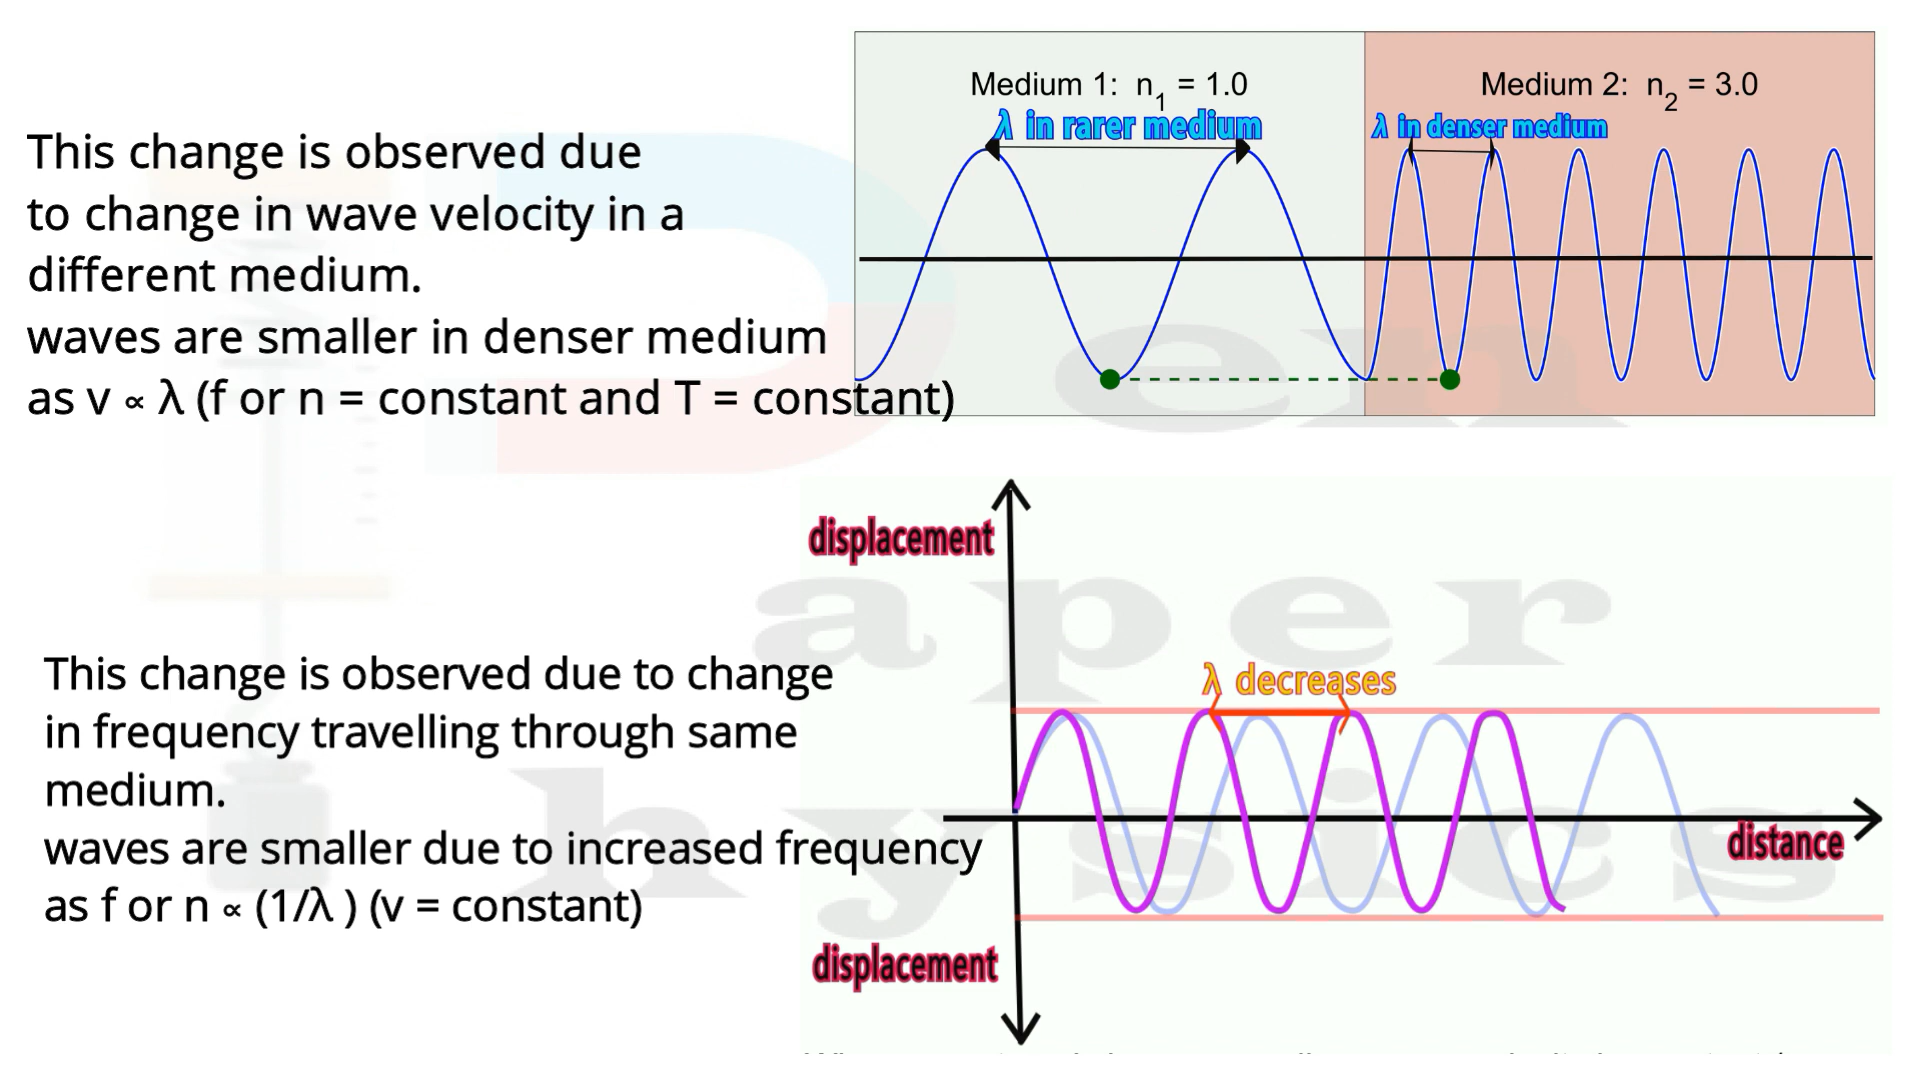 Medium 1: n1 = 1.0
Medium 2: n2 = 3.0
λ in rarer medium
λ in denser medium
This change is observed due
to change in wave velocity in a
different medium.
waves are smaller in denser medium
as v ∝ λ (f or n = constant and T = constant)
en
displacement
aper
λ decreases
This change is observed due to change
in frequency travelling through same
medium.
waves are smaller due to increased frequency
as f or n ∝ (1/λ ) (v = constant)
hysics
distance
displacement